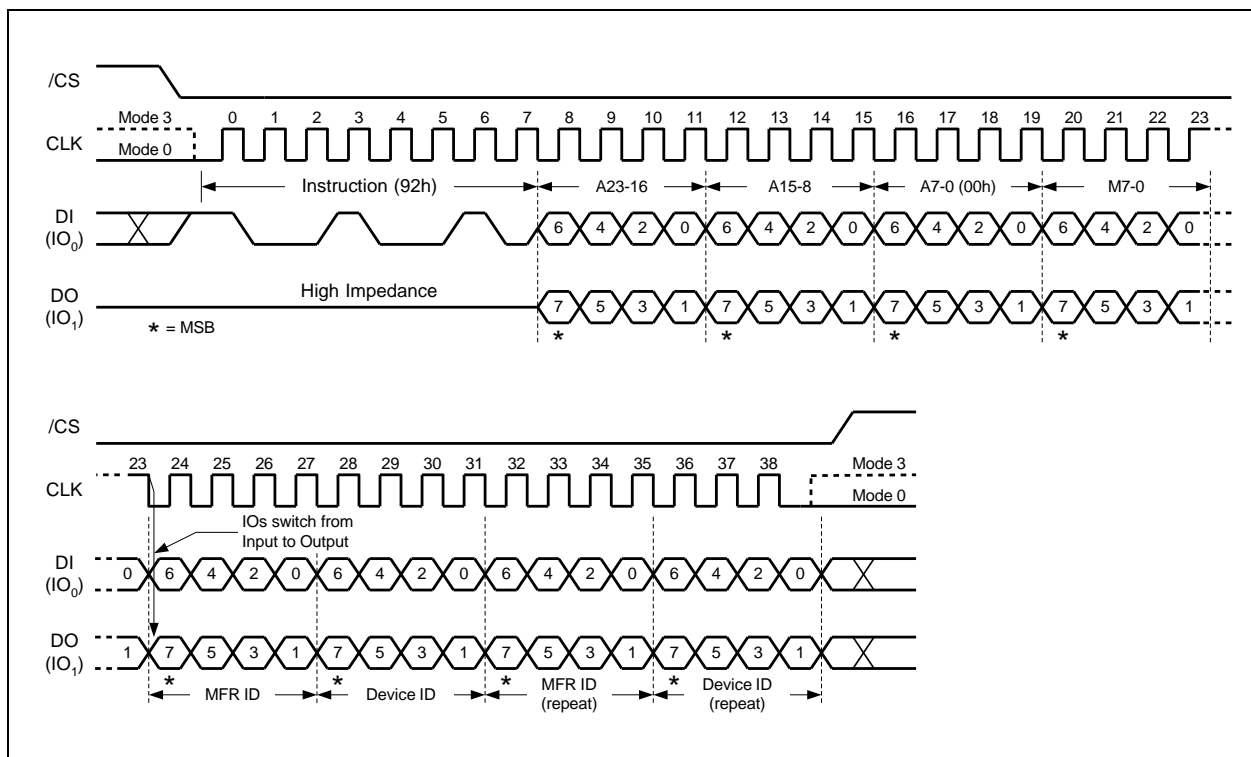 /CS
Mode 3 0 1 2 3 4 5 6 7 8 9 10 11 12 13 14 15 16 17 18 19 20 21 22 23
CLK
Mode 0
Instruction (92h) A23-16 A15-8 A7-0 (00h) M7-0
DI
(IO0)
6 4 2 0 6 4 2 0 6 4 2 0 6 4 2 0
High Impedance
DO
(IO1)
7 5 3 1 7 5 3 1 7 5 3 1 7 5 3 1
* = MSB * * * *
/CS
23 24 25 26 27 28 29 30 31 32 33 34 35 36 37 38 Mode 3
CLK
Mode 0
IOs switch from
Input to Output
DI
(IO0)
0 6 4 2 0 6 4 2 0 6 4 2 0 6 4 2 0
DO
(IO1)
1 7 5 3 1 7 5 3 1 7 5 3 1 7 5 3 1
* * * *
MFR ID Device ID MFR ID
(repeat)
Device ID
(repeat)